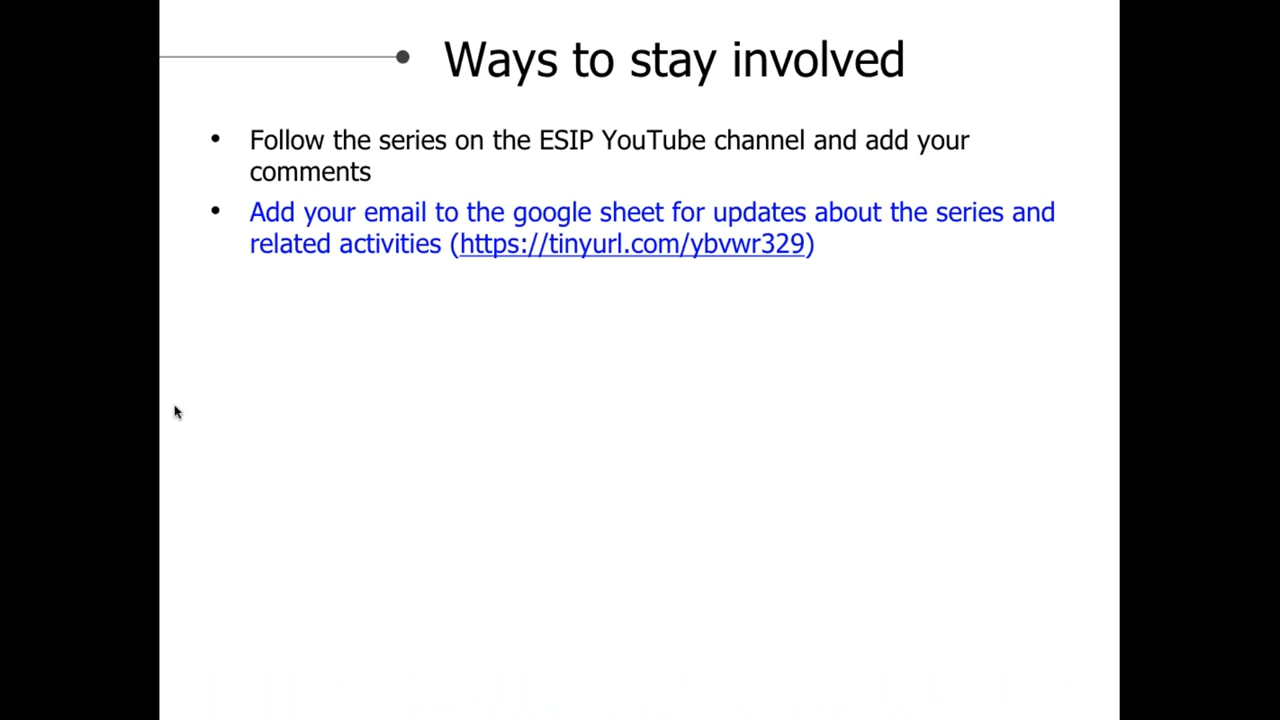 Ways to stay involved
• Follow the series on the ESIP YouTube channel and add your
comments
• Add your email to the google sheet for updates about the series and
related activities (https://tinyurl.com/ybvwr329)